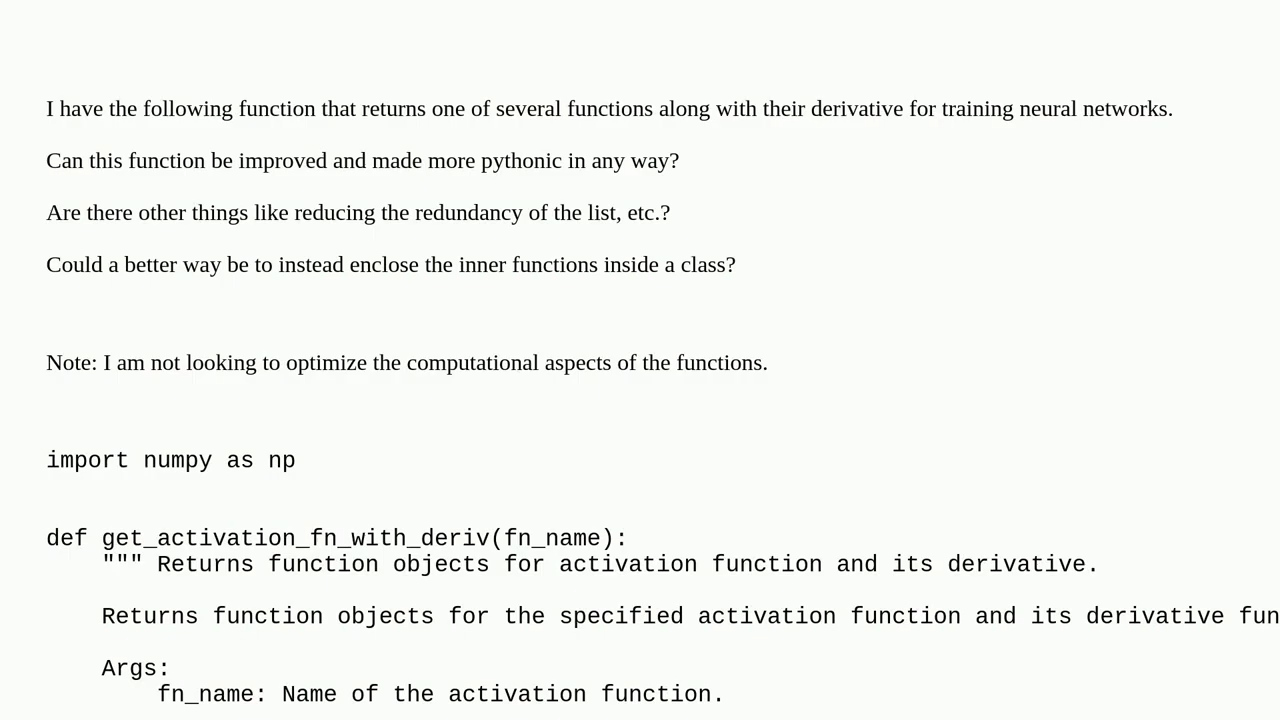 I have the following function that returns one of several functions along with their derivative for training neural networks.
Can this function be improved and made more pythonic in any way?
Are there other things like reducing the redundancy of the list, etc.?
Could a better way be to instead enclose the inner functions inside a class?
Note: I am not looking to optimize the computational aspects of the functions.
import numpy as np
def get_activation_fn_with_deriv(fn_name):
    """ Returns function objects for activation function and its derivative.
    Returns function objects for the specified activation function and its derivative fun
    Args:
        fn_name: Name of the activation function.